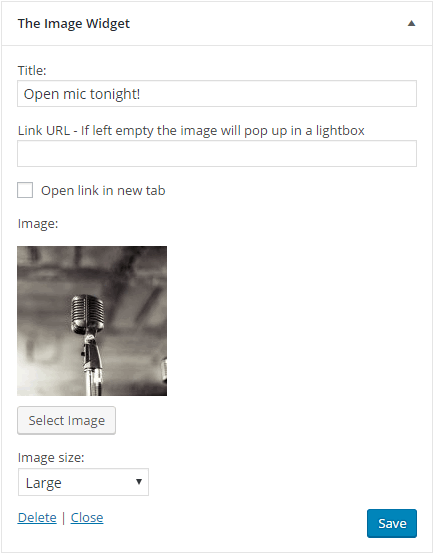 The Image Widget
Title:
Open mic tonight!
Link URL - If left empty the image will pop up in a lightbox
Open link in new tab
Image:
Select Image
Image size:
Large
Delete | Close
Save